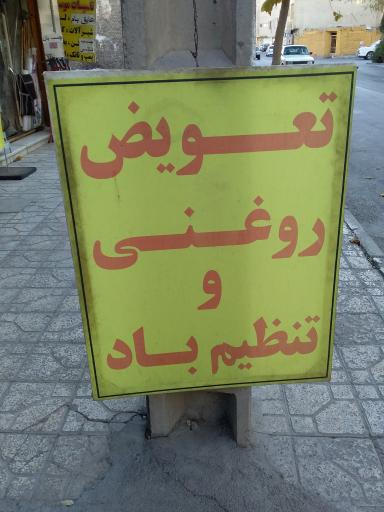 تعویض
روغنی
و
تنظیم باد